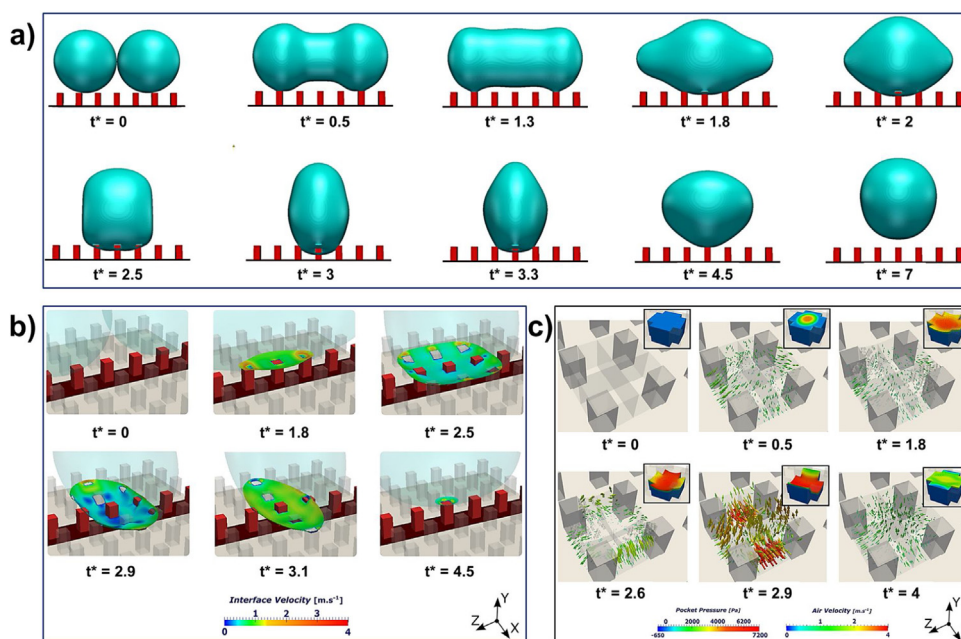 a)
t* = 0
t* = 0.5
t* = 1.3
t* = 1.8
t* = 2
t* = 2.5
t* = 3
t* = 3.3
t* = 4.5
t* = 7
b)
t* = 0
t* = 1.8
t* = 2.5
t* = 2.9
t* = 3.1
t* = 4.5
Interface Velocity [m.s⁻¹]
1 2 3
0 4
Y
Z X
c)
t* = 0
t* = 0.5
t* = 1.8
t* = 2.6
t* = 2.9
t* = 4
Pocket Pressure [Pa]
0 2000 4000 6000
-650 7200
Air Velocity [m.s⁻¹]
1 2 3
0 4
Y
Z X